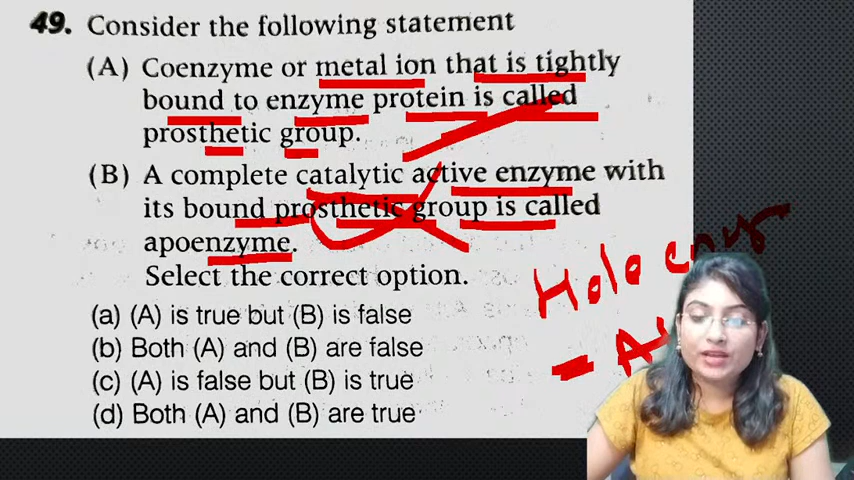 49. Consider the following statement
(A) Coenzyme or metal ion that is tightly
bound to enzyme protein is called
prosthetic group.
(B) A complete catalytic active enzyme with
its bound prosthetic group is called
apoenzyme.
Select the correct option.
(a) (A) is true but (B) is false
(b) Both (A) and (B) are false
(c) (A) is false but (B) is true
(d) Both (A) and (B) are true
Holo